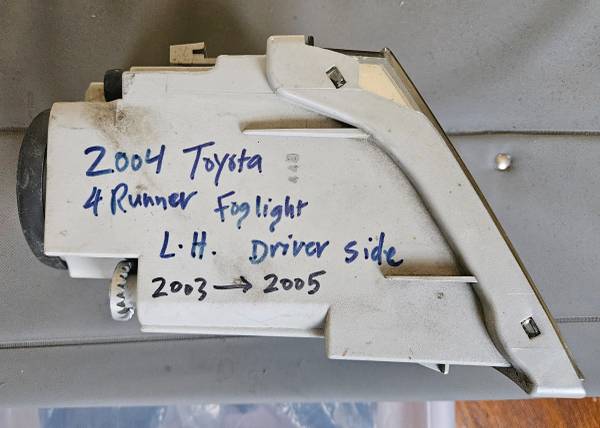 2004 Toyota
4 Runner Foglight
L.H. Driver side
2003 → 2005